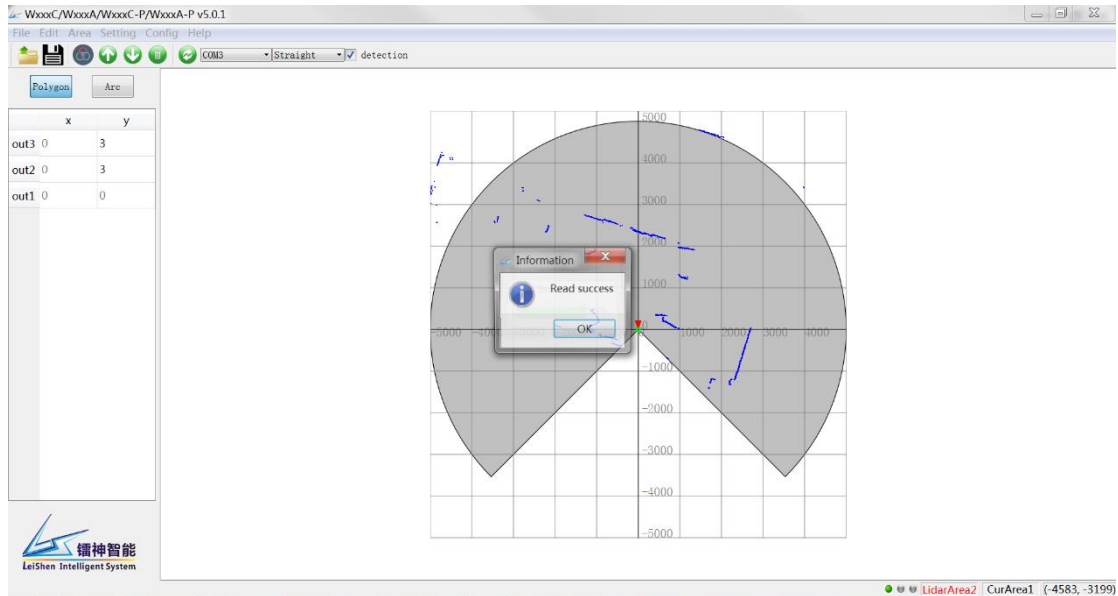 WxxxC/WxxxA/WxxxC-P/WxxxA-P v5.0.1
File Edit Area Setting Config Help
COM3 Straight detection
Polygon Arc
x y
out3 0 3
out2 0 3
out1 0 0
5000
4000
3000
2000
1000
Information
Read success
OK
-5000 -4000 0 1000 2000 3000 4000
-1000
-2000
-3000
-4000
-5000
镭神智能
LeiShen Intelligent System
LidarArea2 CurArea1 (-4583, -3199)